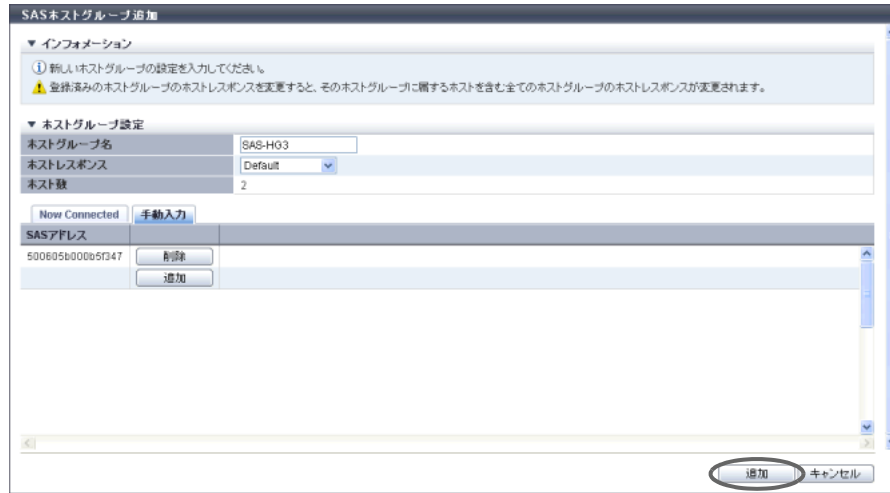 SASホストグループ追加
▼ インフォメーション
新しいホストグループの設定を入力してください。
登録済みのホストグループのホストレスポンスを変更すると、そのホストグループに属するホストを含む全てのホストグループのホストレスポンスが変更されます。
▼ ホストグループ設定
ホストグループ名 SAS-HG3
ホストレスポンス Default
ホスト数 2
Now Connected 手動入力
SASアドレス
500605b000b5f347 削除
追加
追加 キャンセル